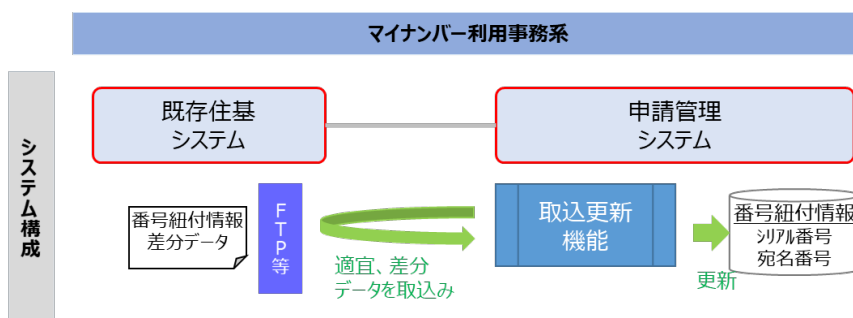 マイナンバー利用事務系
システム構成
既存住基
システム
申請管理
システム
番号紐付情報
差分データ
FTP等
適宜、差分
データを取込み
取込更新
機能
更新
番号紐付情報
ｼﾘｱﾙ番号
宛名番号